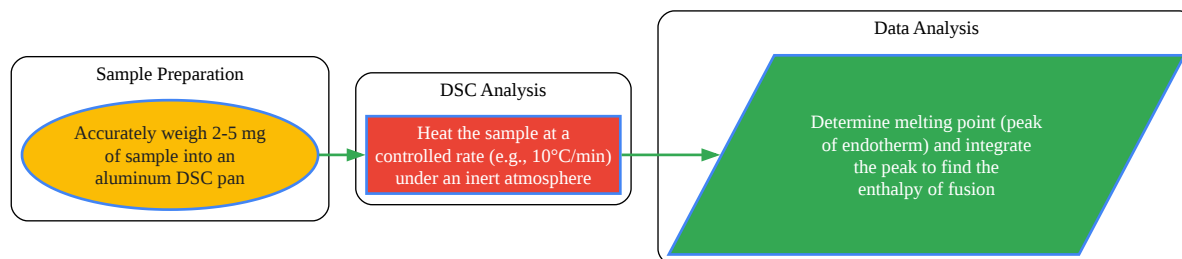 Sample Preparation
Accurately weigh 2-5 mg
of sample into an
aluminum DSC pan
DSC Analysis
Heat the sample at a
controlled rate (e.g., 10°C/min)
under an inert atmosphere
Data Analysis
Determine melting point (peak
of endotherm) and integrate
the peak to find the
enthalpy of fusion